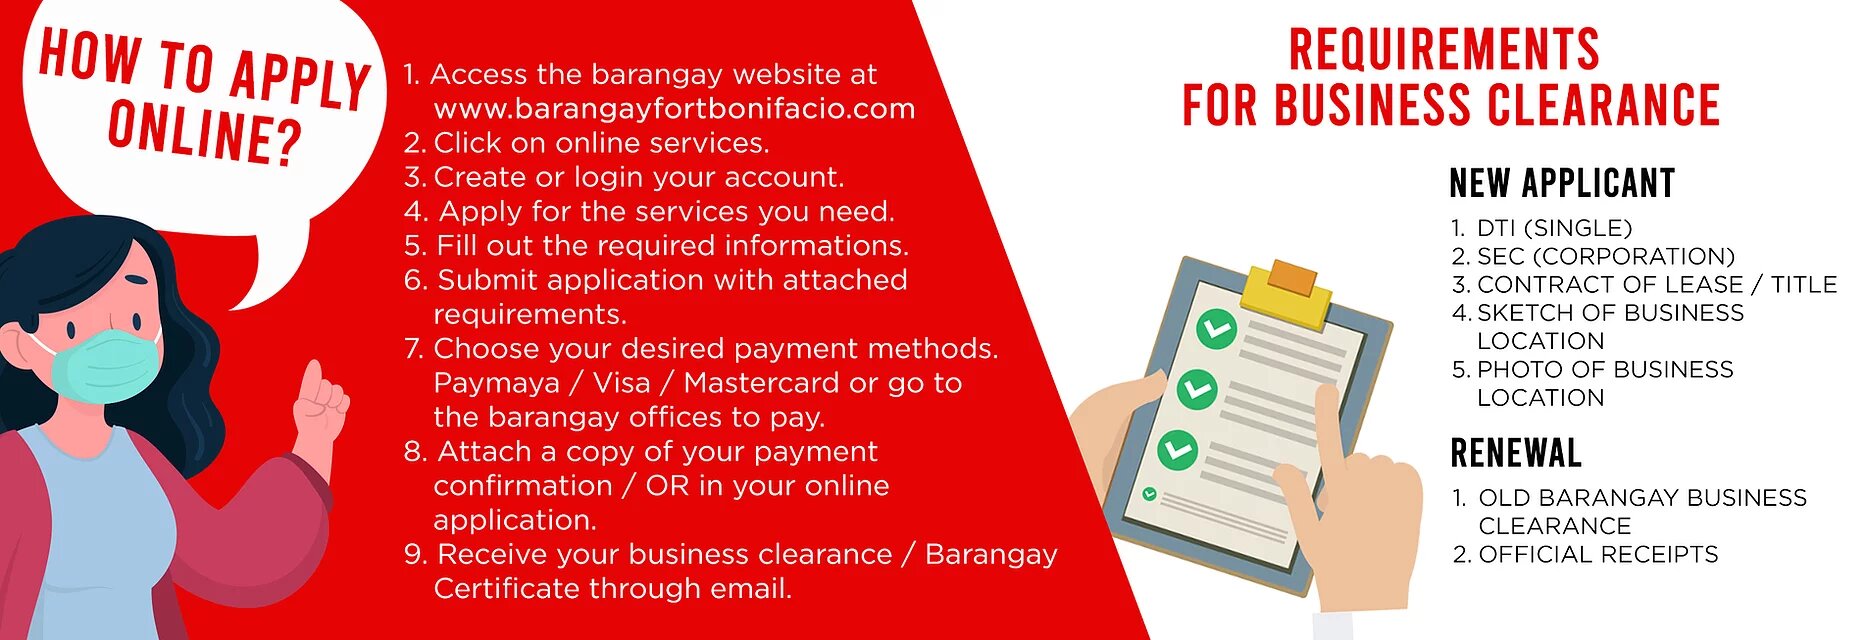 HOW TO APPLY
ONLINE?
1. Access the barangay website at
www.barangayfortbonifacio.com
2. Click on online services.
3. Create or login your account.
4. Apply for the services you need.
5. Fill out the required informations.
6. Submit application with attached
requirements.
7. Choose your desired payment methods.
Paymaya / Visa / Mastercard or go to
the barangay offices to pay.
8. Attach a copy of your payment
confirmation / OR in your online
application.
9. Receive your business clearance / Barangay
Certificate through email.
REQUIREMENTS
FOR BUSINESS CLEARANCE
NEW APPLICANT
1. DTI (SINGLE)
2. SEC (CORPORATION)
3. CONTRACT OF LEASE / TITLE
4. SKETCH OF BUSINESS
LOCATION
5. PHOTO OF BUSINESS
LOCATION
RENEWAL
1. OLD BARANGAY BUSINESS
CLEARANCE
2. OFFICIAL RECEIPTS